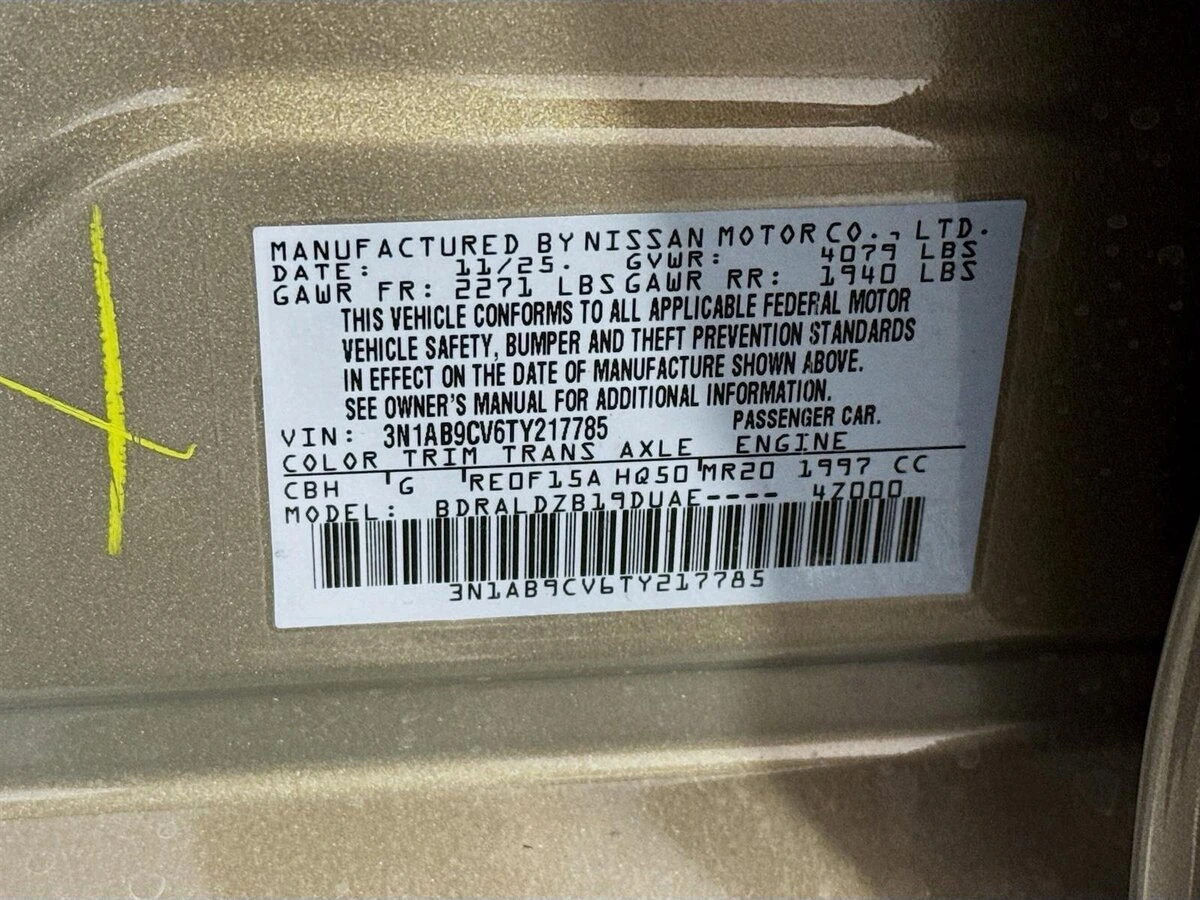 MANUFACTURED BY NISSAN MOTOR CO., LTD.
DATE: 11/25. GVWR: 4079 LBS
GAWR FR: 2271 LBS GAWR RR: 1940 LBS
THIS VEHICLE CONFORMS TO ALL APPLICABLE FEDERAL MOTOR
VEHICLE SAFETY, BUMPER AND THEFT PREVENTION STANDARDS
IN EFFECT ON THE DATE OF MANUFACTURE SHOWN ABOVE.
SEE OWNER'S MANUAL FOR ADDITIONAL INFORMATION.
VIN: 3N1AB9CV6TY217785 PASSENGER CAR.
COLOR TRIM TRANS AXLE ENGINE
CBH G RE0F15A HQ50 MR20 1997 CC
MODEL: BDRALDZB19DUAE---- 4Z000
3N1AB9CV6TY217785